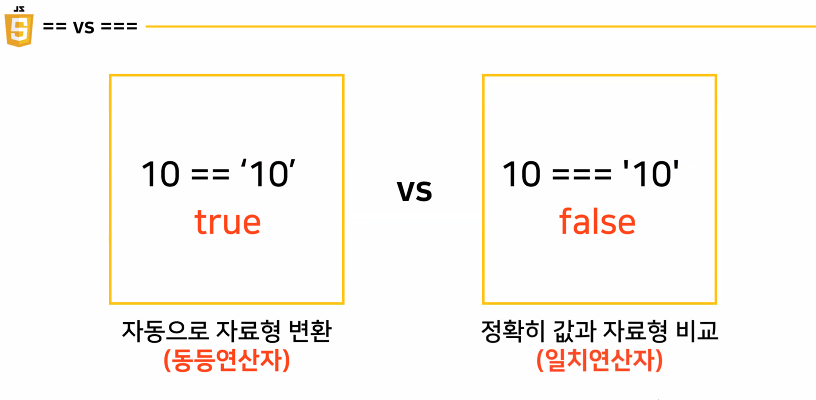 JS
5
== vs ===
10 == ‘10’
true
vs
10 === '10'
false
자동으로 자료형 변환
(동등연산자)
정확히 값과 자료형 비교
(일치연산자)